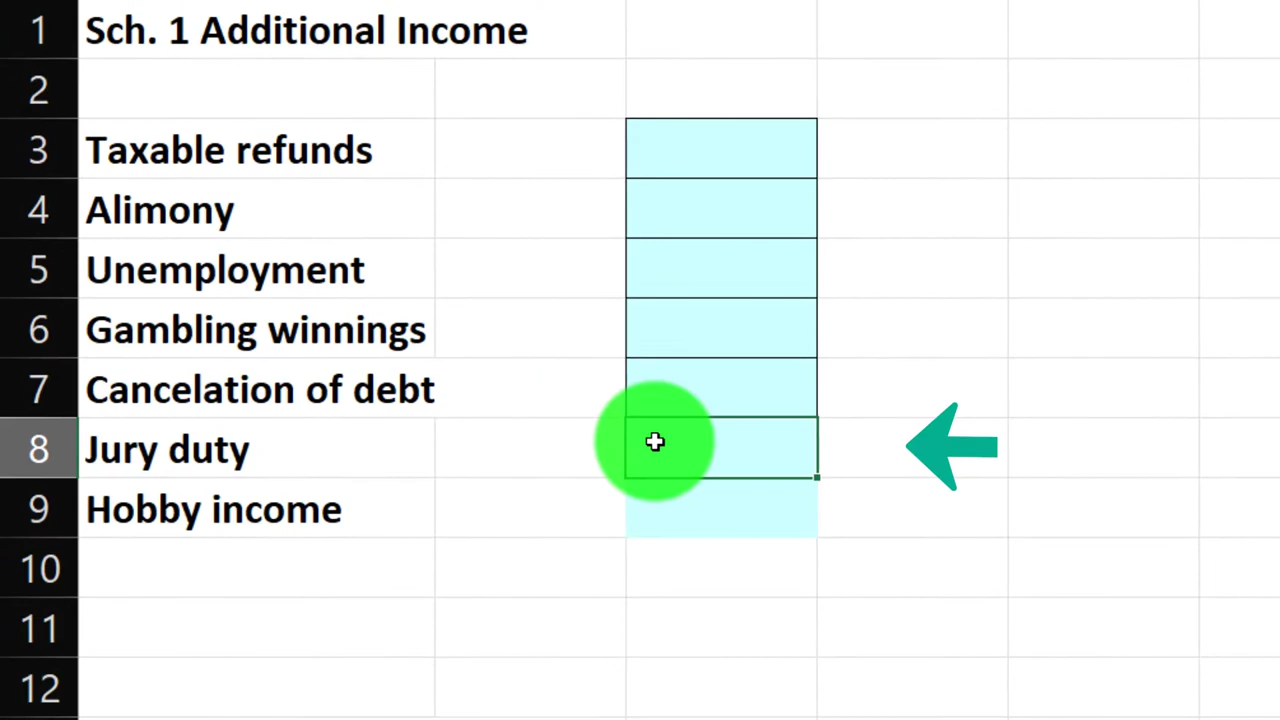 1 Sch. 1 Additional Income
2
3 Taxable refunds
4 Alimony
5 Unemployment
6 Gambling winnings
7 Cancelation of debt
8 Jury duty
9 Hobby income
10
11
12